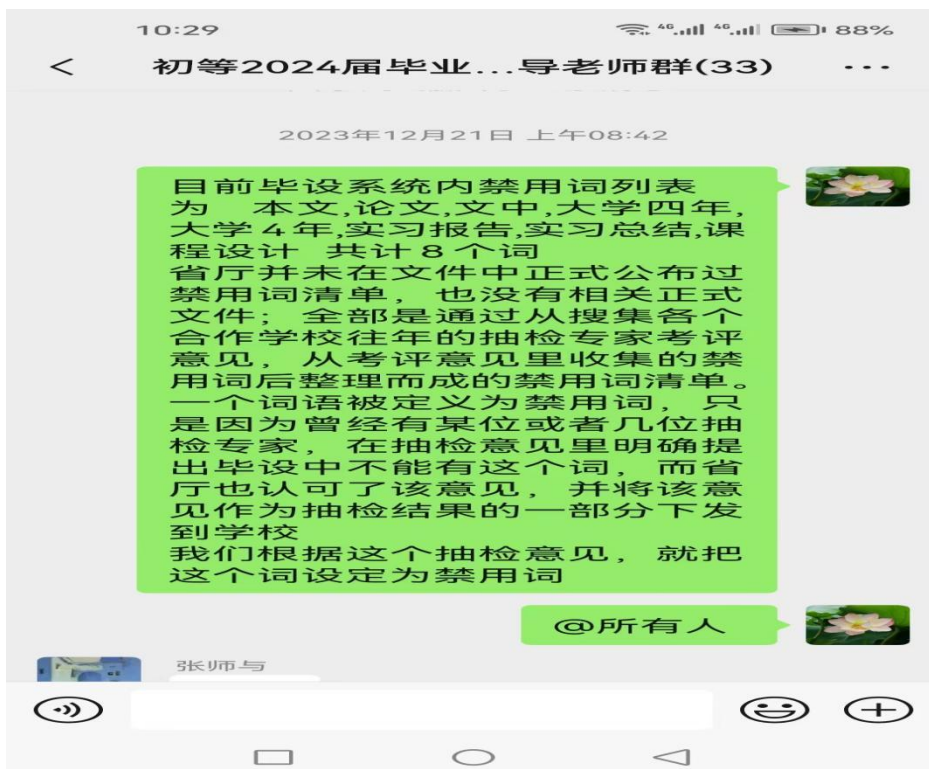 10:29
4G 4G 88%
初等2024届毕业...导老师群(33)
2023年12月21日 上午08:42
目前毕设系统内禁用词列表
为 本文,论文,文中,大学四年,
大学4年,实习报告,实习总结,课
程设计 共计8个词
省厅并未在文件中正式公布过
禁用词清单，也没有相关正式
文件；全部是通过从搜集各个
合作学校往年的抽检专家考评
意见，从考评意见里收集的禁
用词后整理而成的禁用词清单。
一个词语被定义为禁用词，只
是因为曾经有某位或者几位抽
检专家，在抽检意见里明确提
出毕设中不能有这个词，而省
厅也认可了该意见，并将该意
见作为抽检结果的一部分下发
到学校
我们根据这个抽检意见，就把
这个词设定为禁用词
@所有人
张师与